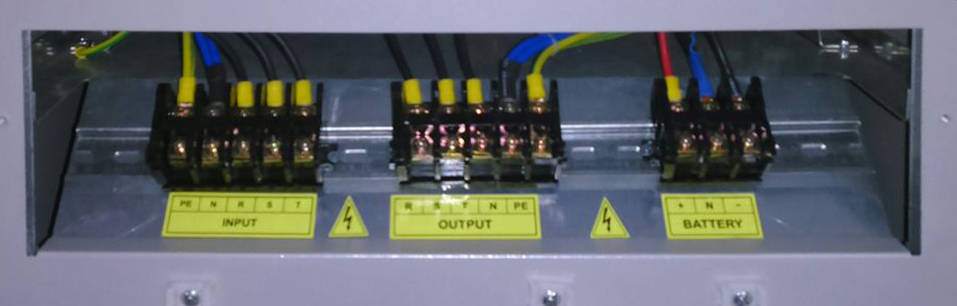 PE N R S T
INPUT
R S T N PE
OUTPUT
+ N -
BATTERY